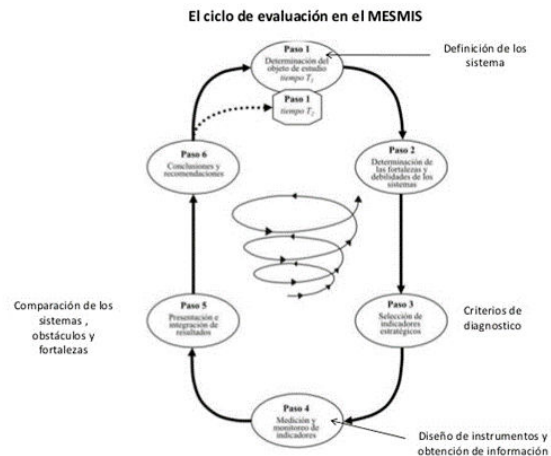 El ciclo de evaluación en el MESMIS
Paso 1
Determinación del
objeto de estudio
tiempo T₁
Definición de los
sistema
Paso 1
tiempo T₂
Paso 2
Determinación de
las fortalezas y
debilidades de los
sistemas
Paso 3
Selección de
indicadores
estratégicos
Criterios de
diagnostico
Paso 4
Medición y
monitoreo de
indicadores
Diseño de instrumentos y
obtención de información
Paso 5
Presentación e
integración de
resultados
Comparación de los
sistemas ,
obstáculos y
fortalezas
Paso 6
Conclusiones y
recomendaciones